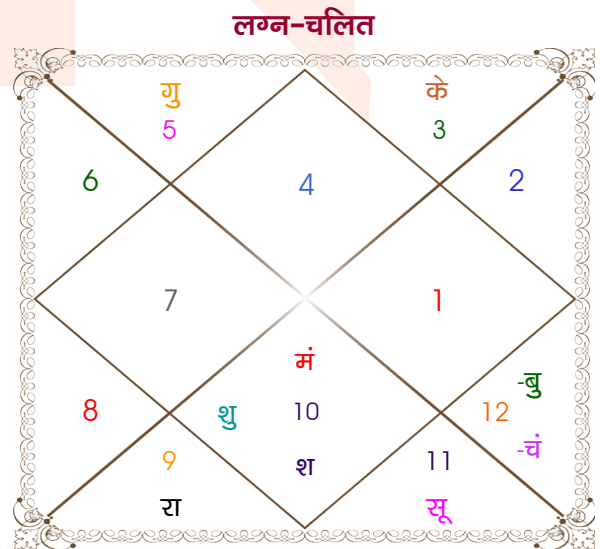 लग्न-चलित
गु के
5 3
6 4 2
7 1
मं
-बु
8 शु 10 12
-चं
9 श 11
रा सू